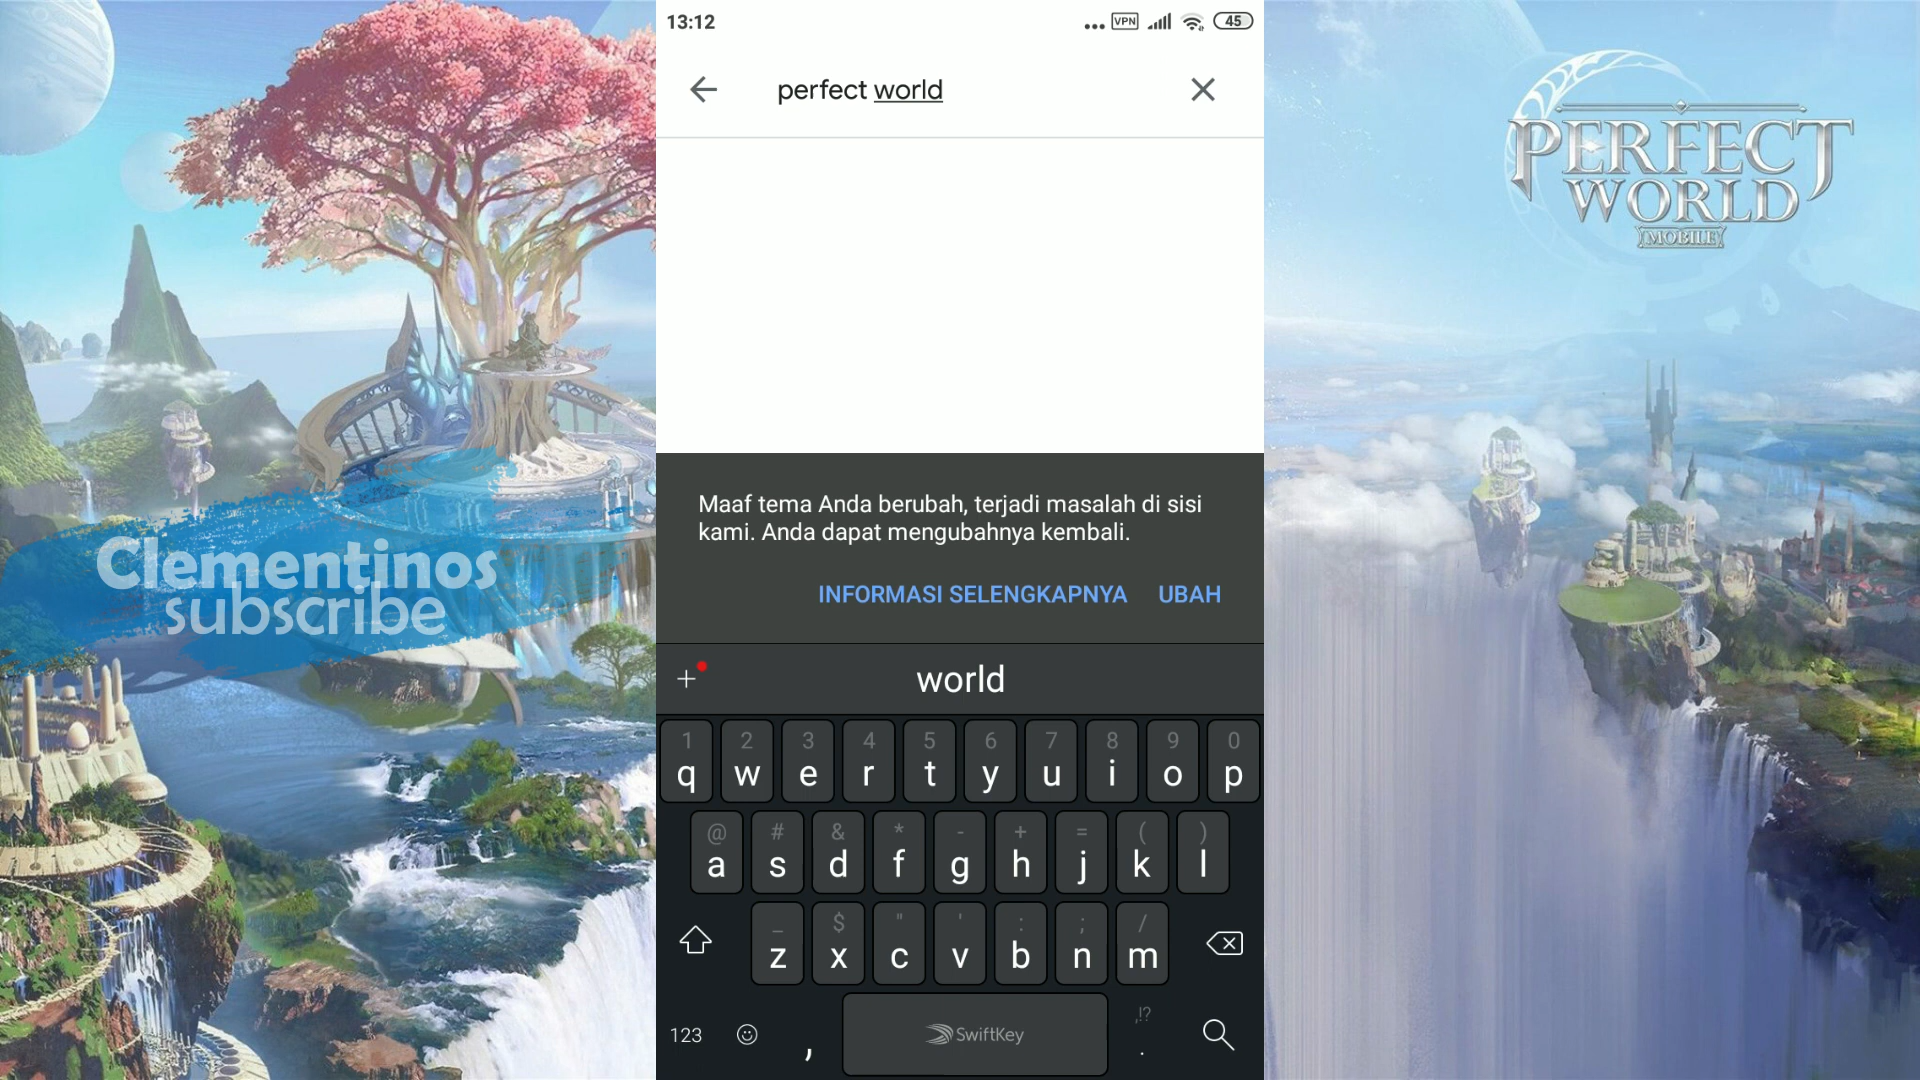 13:12
VPN
45
perfect world
PERFECT
WORLD
MOBILE
Clementinos
subscribe
Maaf tema Anda berubah, terjadi masalah di sisi
kami. Anda dapat mengubahnya kembali.
INFORMASI SELENGKAPNYA UBAH
+ world
1 2 3 4 5 6 7 8 9 0
q w e r t y u i o p
@ # & * - + = ( )
a s d f g h j k l
_ $ " ' : ; /
z x c v b n m
,!?
123 , SwiftKey .